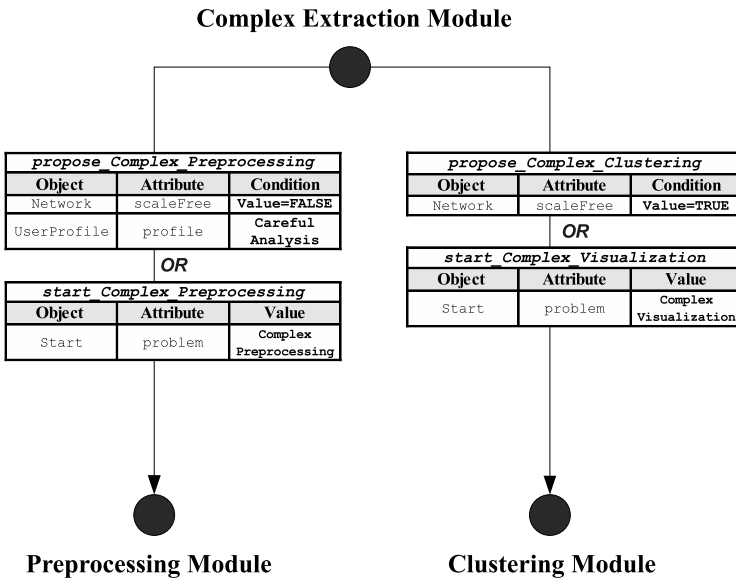 Complex Extraction Module
propose_Complex_Preprocessing
Object Attribute Condition
Network scaleFree Value=FALSE
UserProfile profile Careful
Analysis
OR
start_Complex_Preprocessing
Object Attribute Value
Start problem Complex
Preprocessing
propose_Complex_Clustering
Object Attribute Condition
Network scaleFree Value=TRUE
OR
start_Complex_Visualization
Object Attribute Value
Start problem Complex
Visualization
Preprocessing Module
Clustering Module